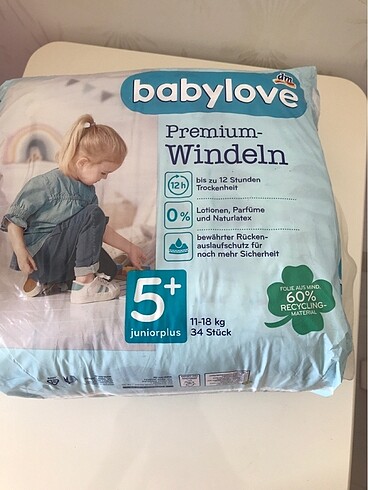 dm
babylove
Premium-
Windeln
12h
bis zu 12 Stunden
Trockenheit
0%
Lotionen, Parfüme
und Naturlatex
bewährter Rücken-
auslaufschutz für
noch mehr Sicherheit
5+
juniorplus
11-18 kg
34 Stück
FOLIE AUS MIND.
60%
RECYCLING-
MATERIAL